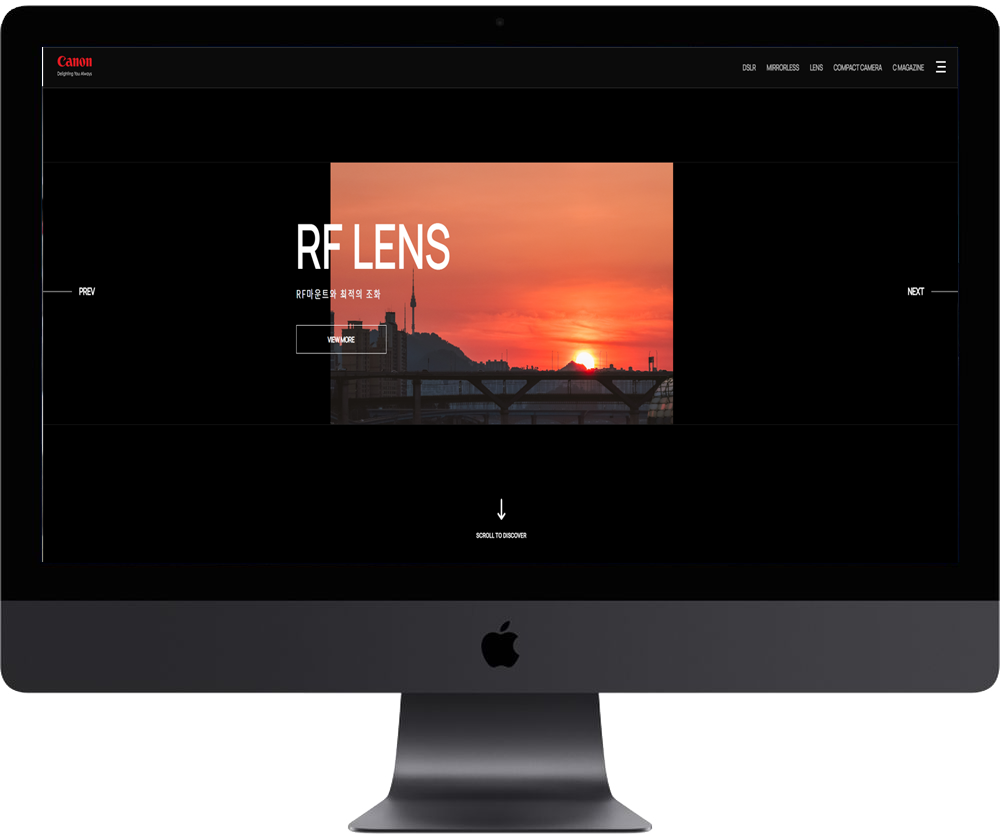 Canon
Delighting You Always
DSLR MIRRORLESS LENS COMPACT CAMERA C MAGAZINE
RF LENS
PREV
RF마운트와 최적의 조화
NEXT
VIEW MORE
SCROLL TO DISCOVER